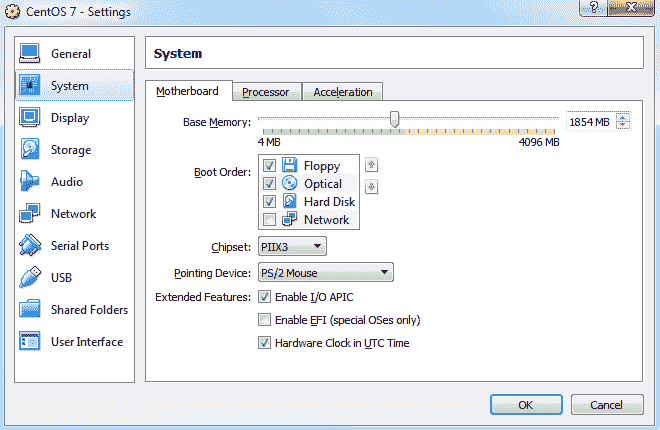 CentOS 7 - Settings
General
System
Display
Storage
Audio
Network
Serial Ports
USB
Shared Folders
User Interface
System
Motherboard Processor Acceleration
Base Memory: 1854 MB
4 MB 4096 MB
Boot Order: Floppy
Optical
Hard Disk
Network
Chipset: PIIX3
Pointing Device: PS/2 Mouse
Extended Features: Enable I/O APIC
Enable EFI (special OSes only)
Hardware Clock in UTC Time
OK Cancel